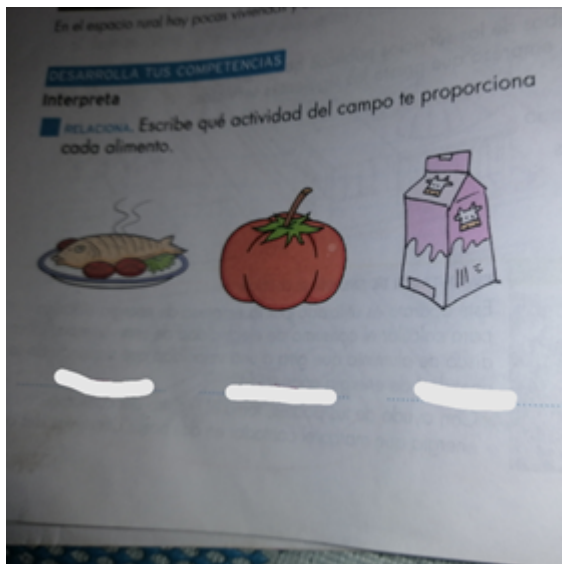 En el espacio rural hay pocas viviendas
DESARROLLA TUS COMPETENCIAS
Interpreta
RELACIONA. Escribe qué actividad del campo te proporciona
cada alimento.